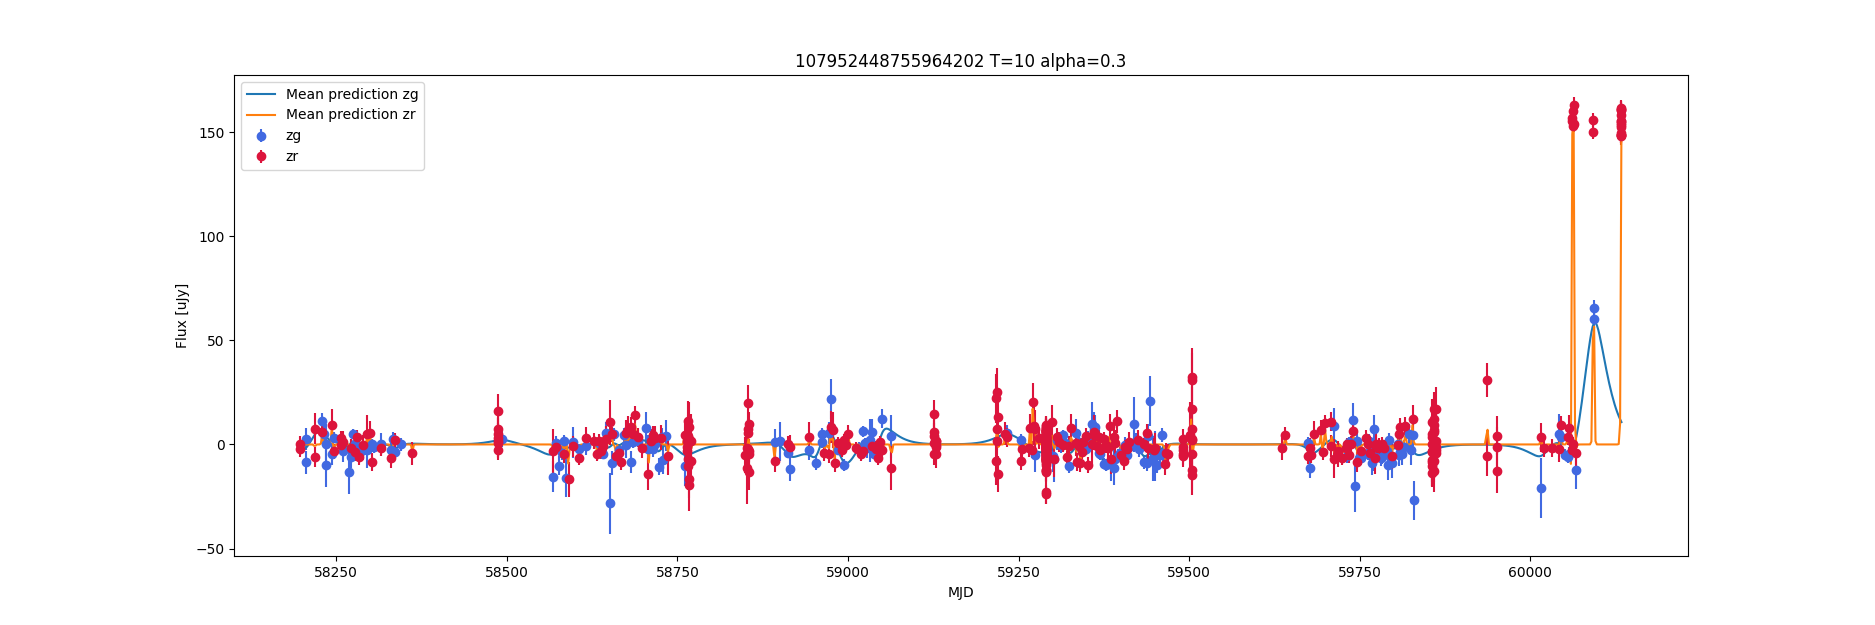 107952448755964202 T=10 alpha=0.3
Mean prediction zg
Mean prediction zr
zg
zr
Flux [uJy]
150
100
50
0
−50
58250
58500
58750
59000
59250
59500
59750
60000
MJD